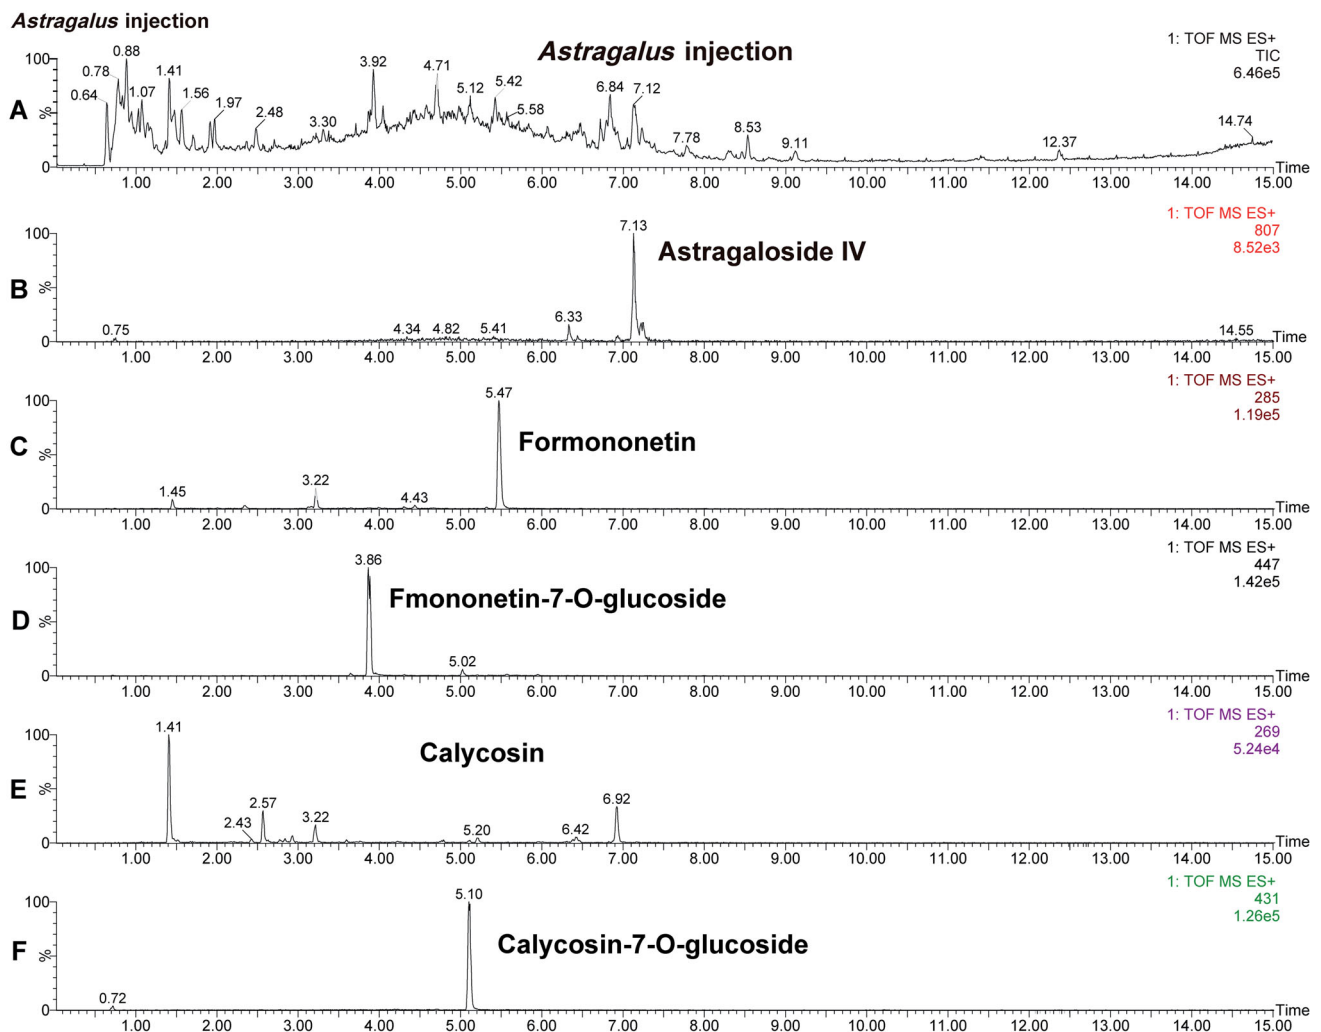 Astragalus injection
Astragalus injection
1: TOF MS ES+
TIC
6.46e5
A
%
100
0
0.64
0.78
0.88
1.07
1.41
1.56
1.97
2.48
3.30
3.92
4.71
5.12
5.42
5.58
6.84
7.12
7.78
8.53
9.11
12.37
14.74
1.00 2.00 3.00 4.00 5.00 6.00 7.00 8.00 9.00 10.00 11.00 12.00 13.00 14.00 15.00
Time
1: TOF MS ES+
807
8.52e3
Astragaloside IV
B
%
100
0
0.75
4.34
4.82
5.41
6.33
7.13
14.55
1.00 2.00 3.00 4.00 5.00 6.00 7.00 8.00 9.00 10.00 11.00 12.00 13.00 14.00 15.00
Time
1: TOF MS ES+
285
1.19e5
Formononetin
C
%
100
0
1.45
3.22
4.43
5.47
1.00 2.00 3.00 4.00 5.00 6.00 7.00 8.00 9.00 10.00 11.00 12.00 13.00 14.00 15.00
Time
1: TOF MS ES+
447
1.42e5
Fmononetin-7-O-glucoside
D
%
100
0
3.86
5.02
1.00 2.00 3.00 4.00 5.00 6.00 7.00 8.00 9.00 10.00 11.00 12.00 13.00 14.00 15.00
Time
1: TOF MS ES+
269
5.24e4
Calycosin
E
%
100
0
1.41
2.43
2.57
3.22
5.20
6.42
6.92
1.00 2.00 3.00 4.00 5.00 6.00 7.00 8.00 9.00 10.00 11.00 12.00 13.00 14.00 15.00
Time
1: TOF MS ES+
431
1.26e5
Calycosin-7-O-glucoside
F
%
100
0
0.72
5.10
1.00 2.00 3.00 4.00 5.00 6.00 7.00 8.00 9.00 10.00 11.00 12.00 13.00 14.00 15.00
Time